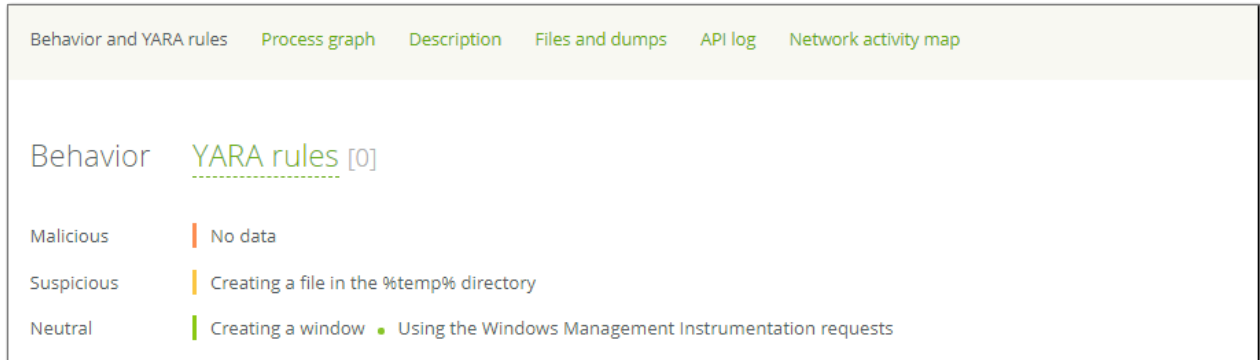 Behavior and YARA rules Process graph Description Files and dumps API log Network activity map
Behavior YARA rules [0]
Malicious No data
Suspicious Creating a file in the %temp% directory
Neutral Creating a window • Using the Windows Management Instrumentation requests